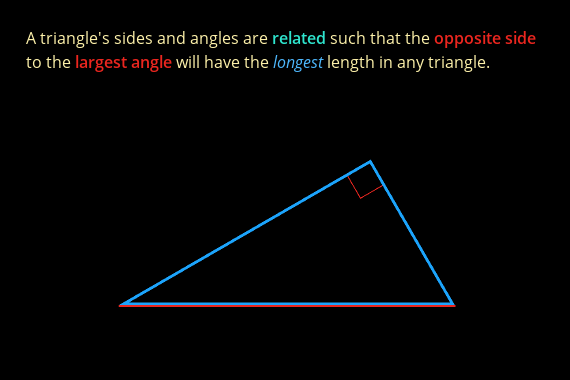 A triangle's sides and angles are related such that the opposite side
to the largest angle will have the longest length in any triangle.